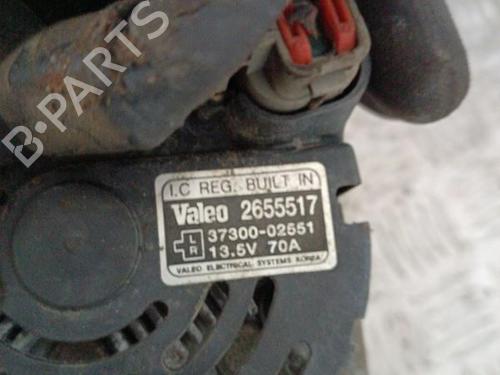 B-PARTS
I.C REG. BUILT IN
Valeo 2655517
L
R
37300-02551
13.5V 70A
VALEO ELECTRICAL SYSTEMS KOREA